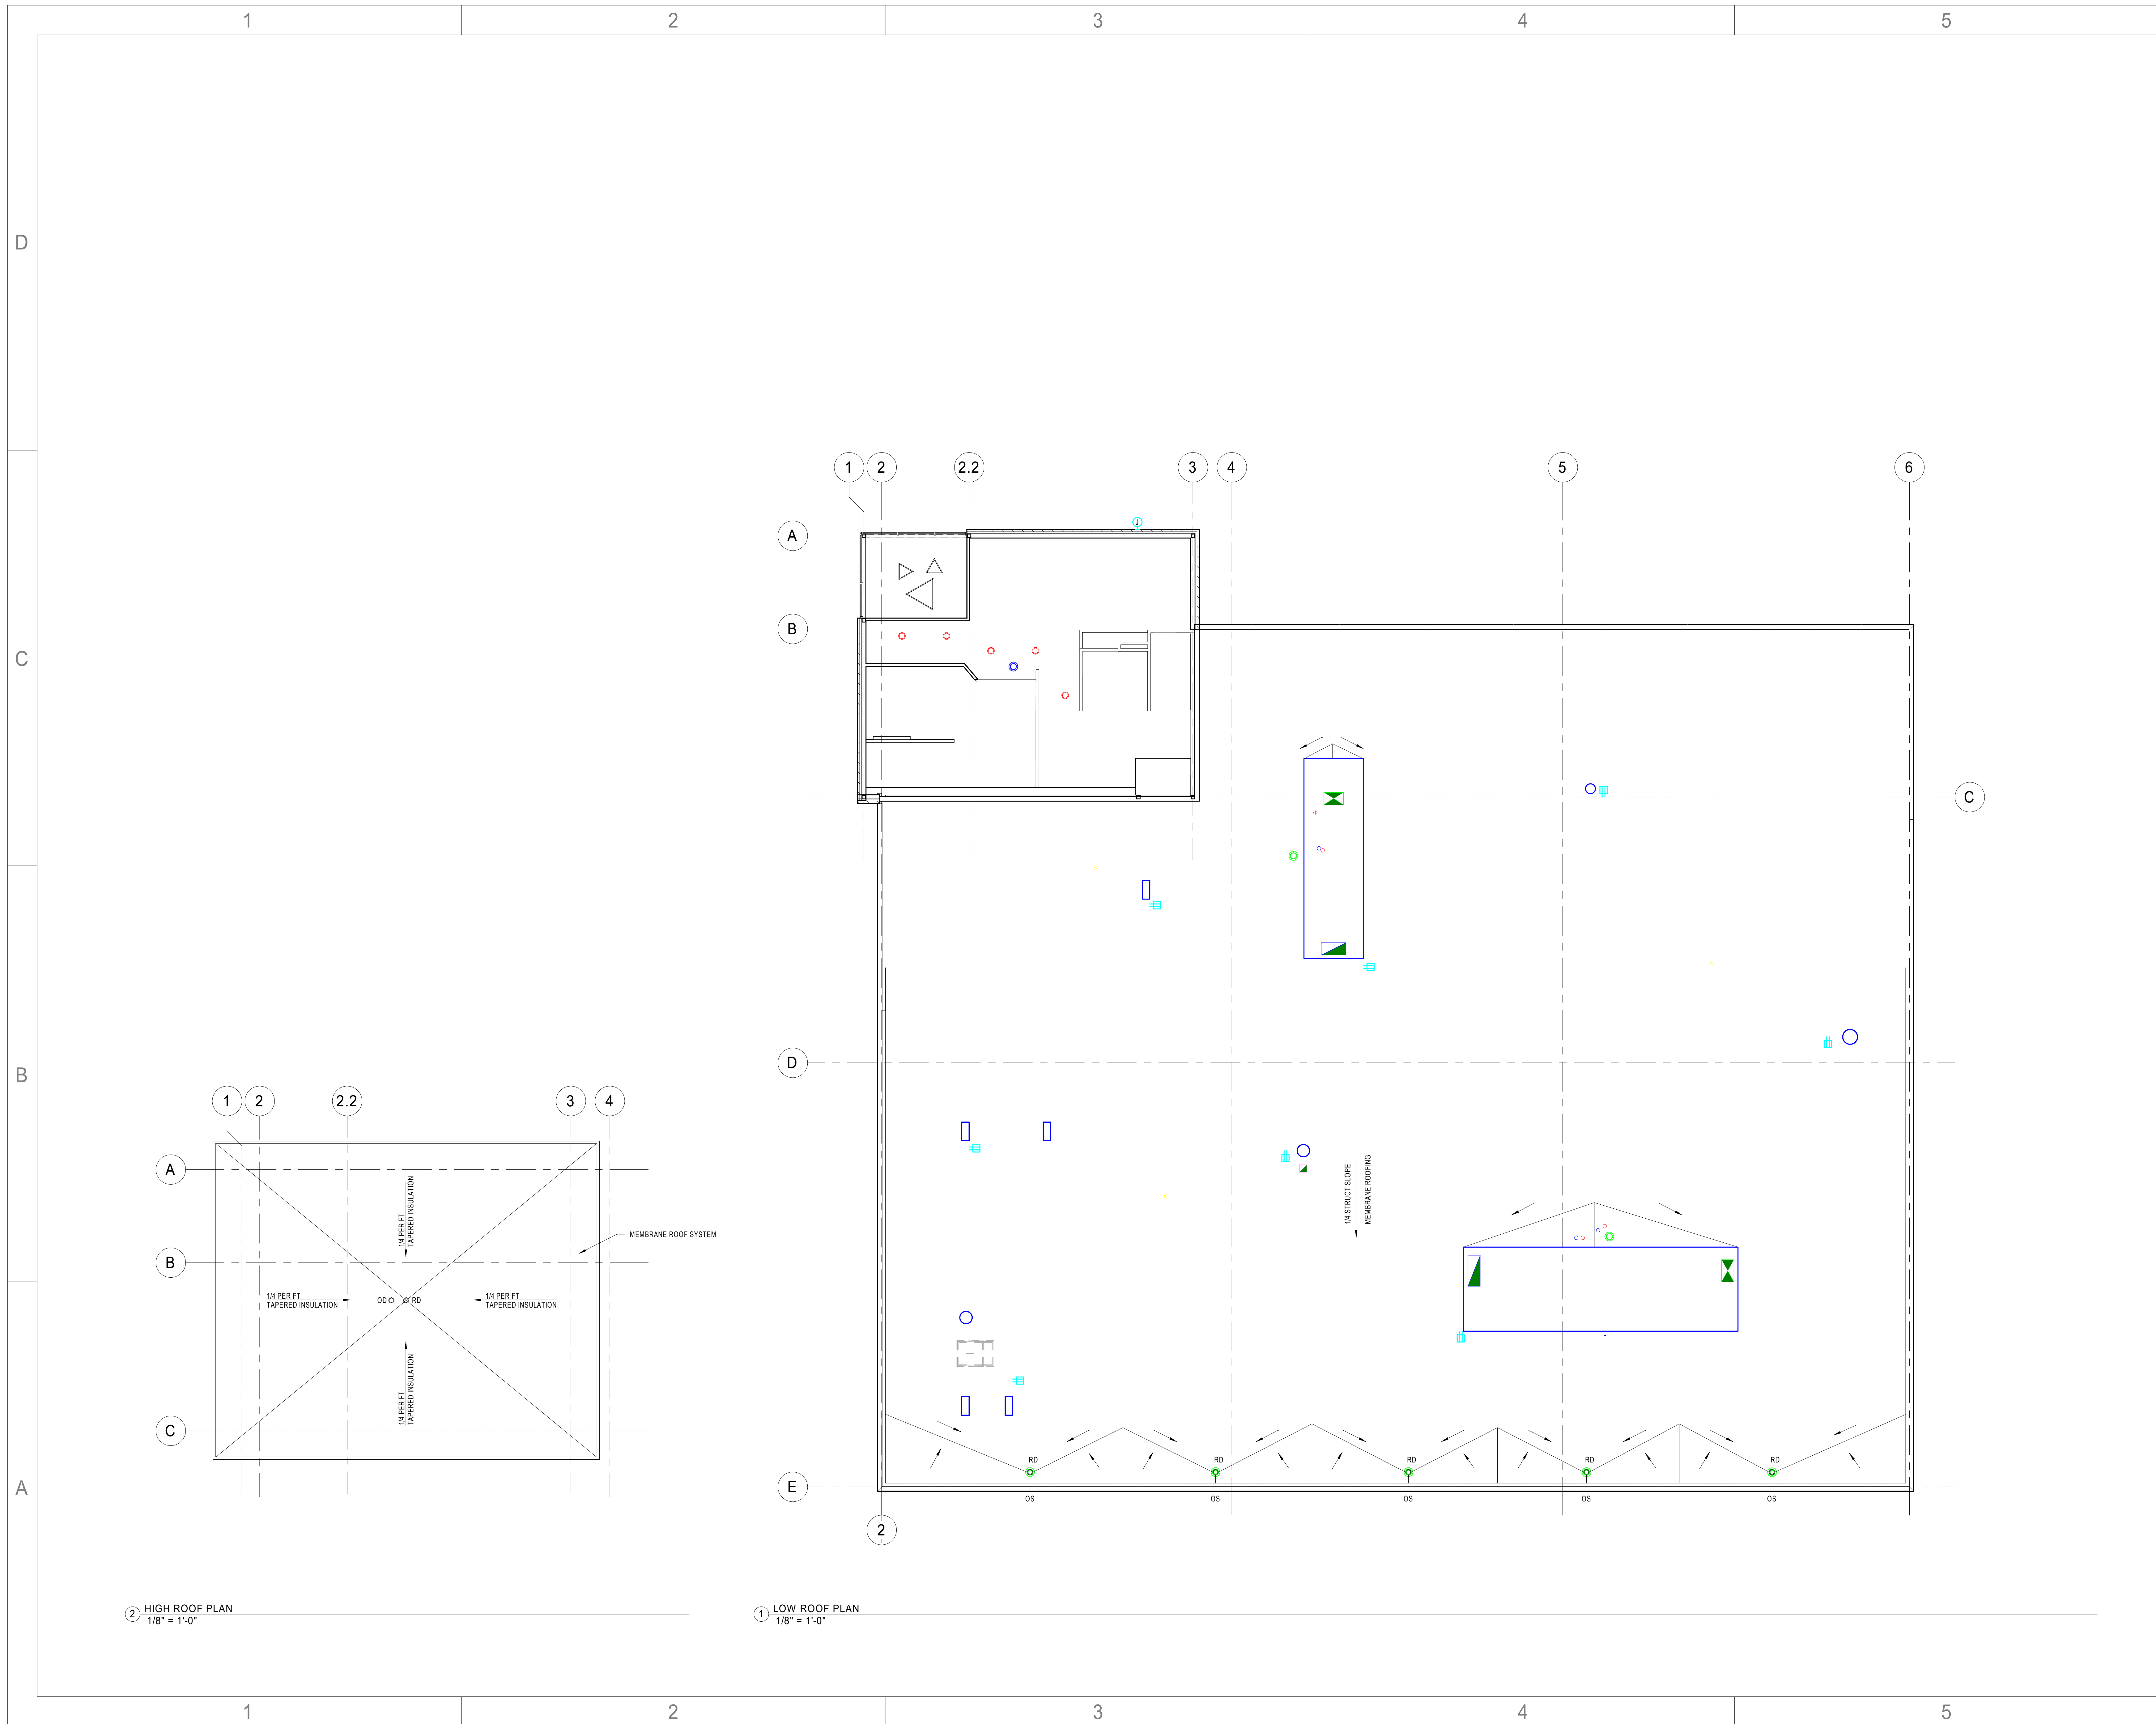 1 2 3 4 5
D
C
B
A
1 2 2.2 3 4 5 6
J
A
B
C
D
E
2
1/4 STRUCT SLOPE
MEMBRANE ROOFING
RD RD RD RD RD
OS OS OS OS OS
1 2 2.2 3 4
A
B
C
1/4 PER FT
TAPERED INSULATION
MEMBRANE ROOF SYSTEM
1/4 PER FT
TAPERED INSULATION
OD RD
1/4 PER FT
TAPERED INSULATION
1/4 PER FT
TAPERED INSULATION
2 HIGH ROOF PLAN
1/8" = 1'-0"
1 LOW ROOF PLAN
1/8" = 1'-0"
1 2 3 4 5